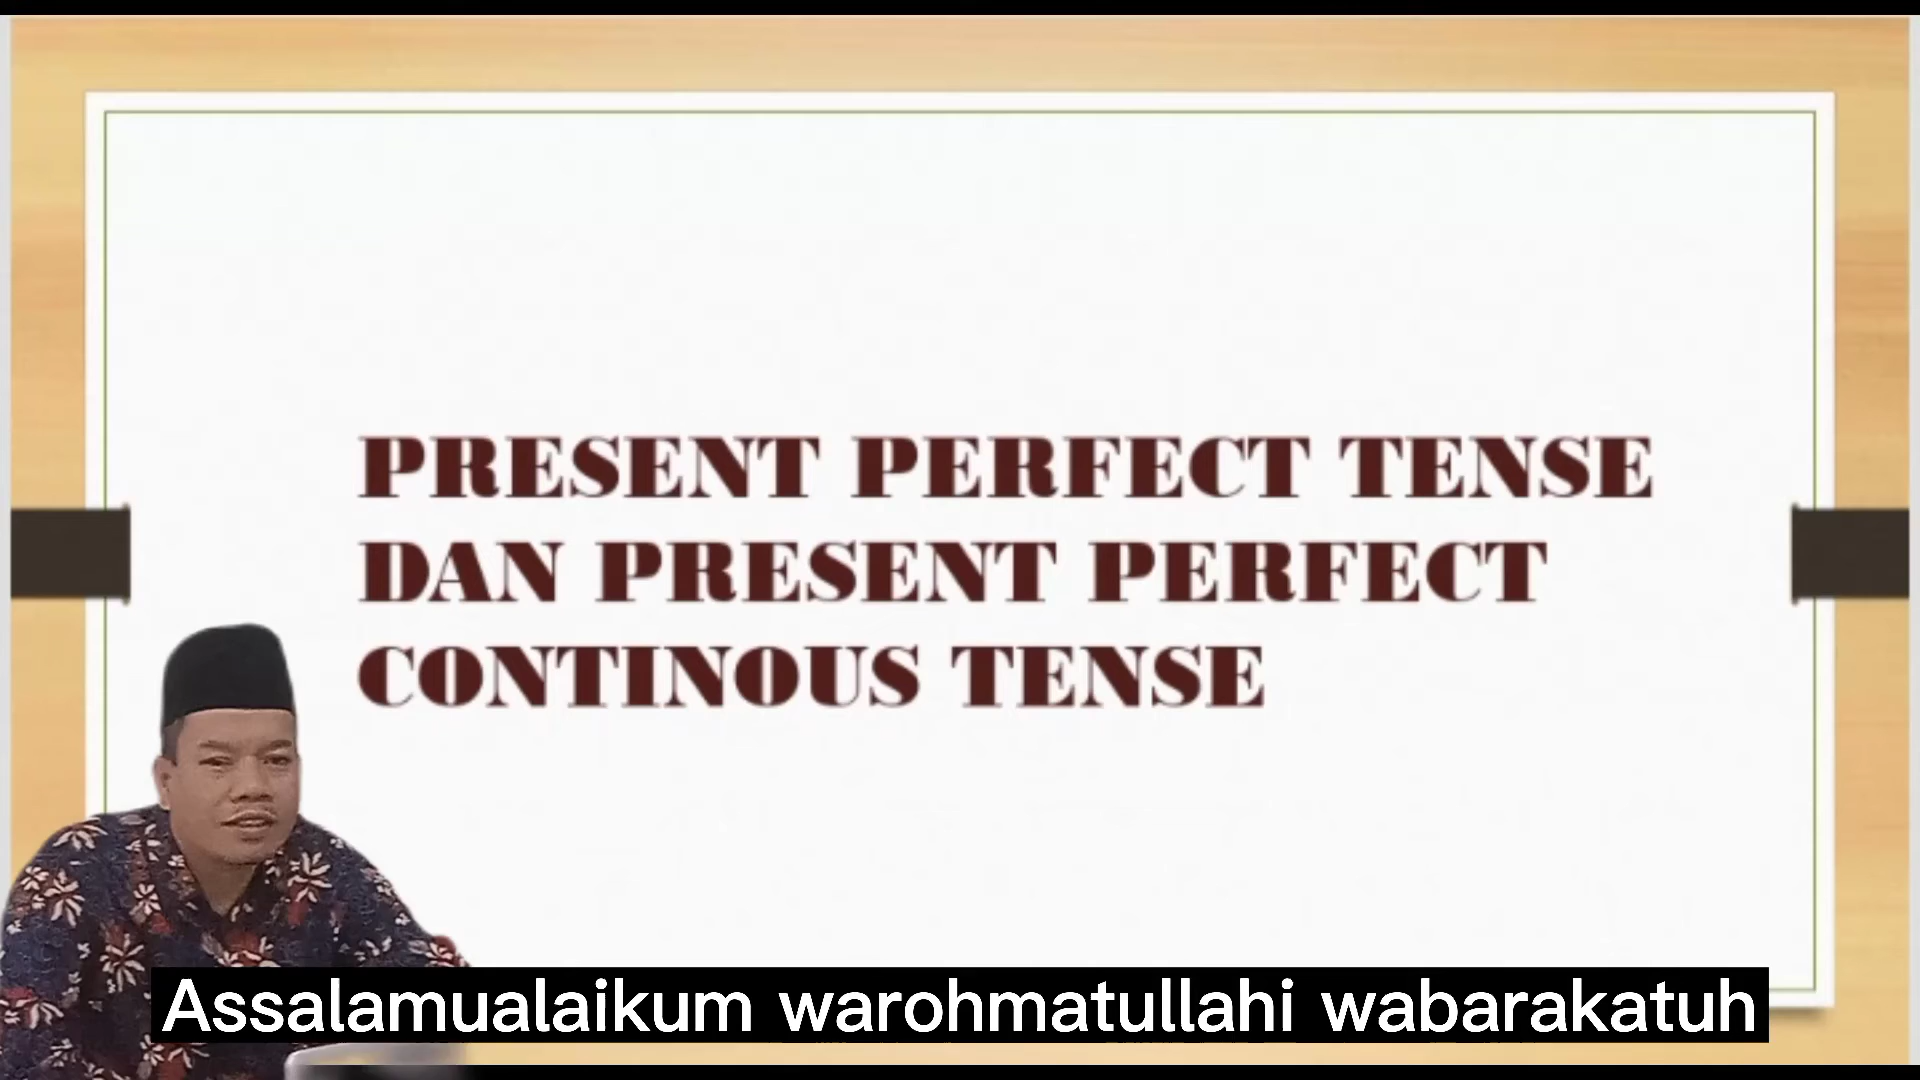 PRESENT PERFECT TENSE
DAN PRESENT PERFECT
CONTINOUS TENSE
Assalamualaikum warohmatullahi wabarakatuh